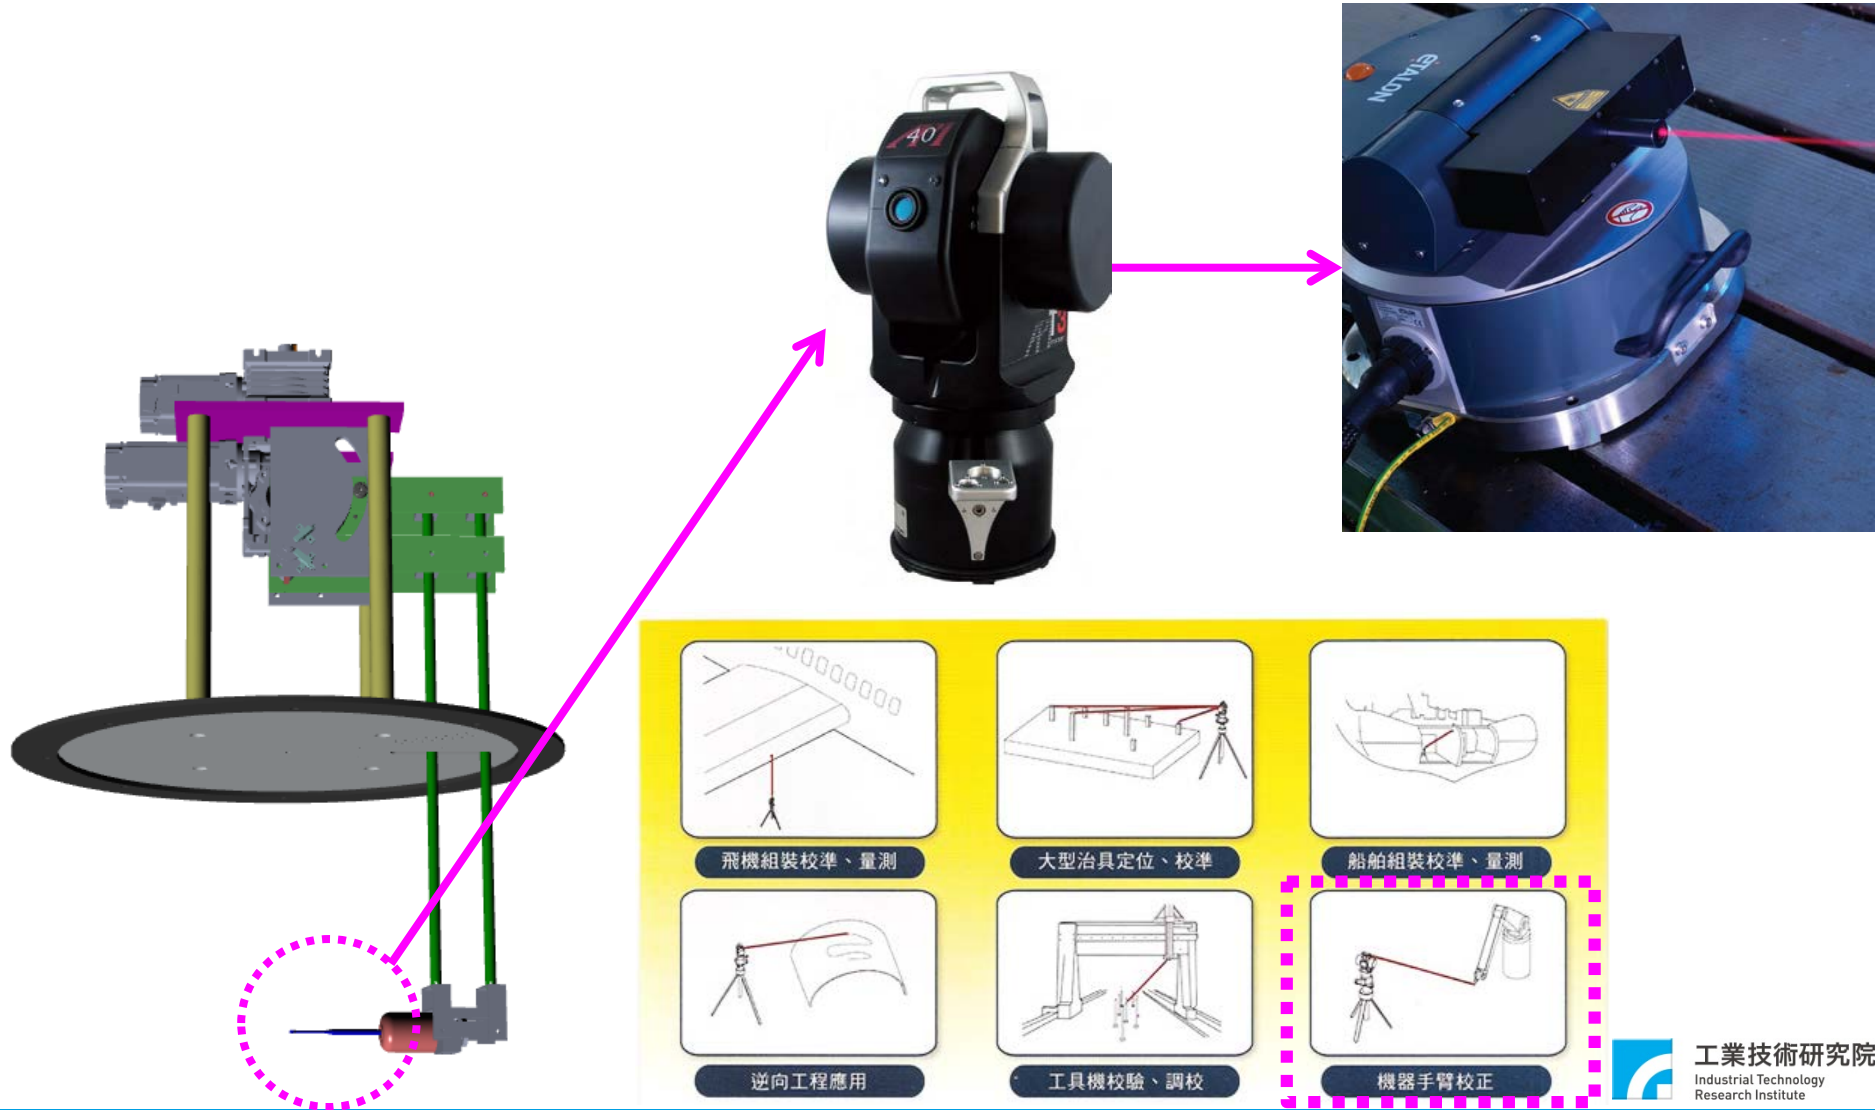 40
eTALON
飛機組裝校準、量測
大型治具定位、校準
船舶組裝校準、量測
逆向工程應用
工具機校驗、調校
機器手臂校正
工業技術研究院
Industrial Technology
Research Institute